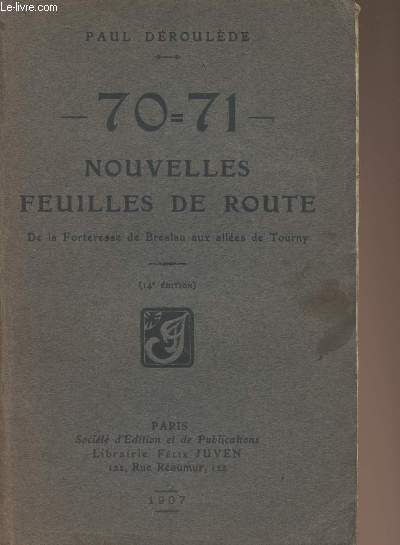 © Le-livre.com
PAUL DÉROULÈDE
— 70=71 —
NOUVELLES
FEUILLES DE ROUTE
De la Forteresse de Breslau aux allées de Tourny
(14e ÉDITION)
J
PARIS
Société d'Édition et de Publications
Librairie FÉLIX JUVEN
122, Rue Réaumur, 122
1907